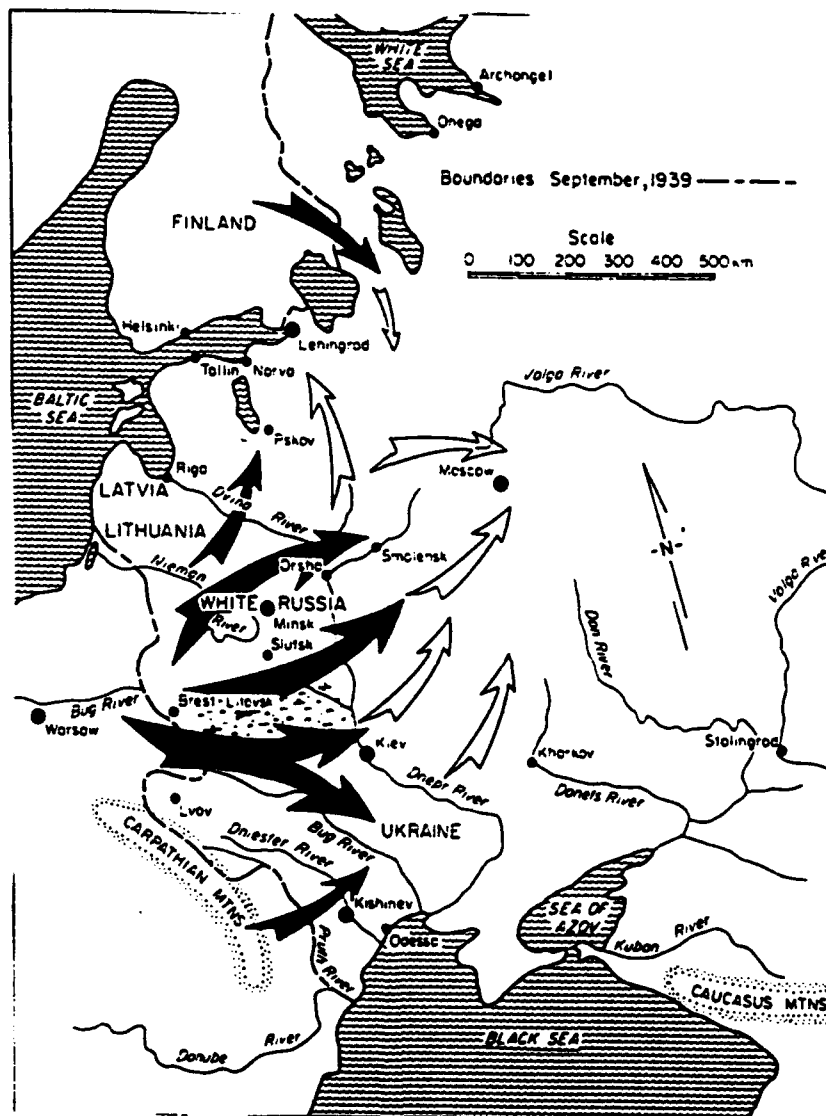 WHITE
SEA
Archangel
Onega
Boundaries September, 1939
FINLAND
Scale
0 100 200 300 400 500 km
Helsinki
Leningrad
Tallin
Narva
Volga River
BALTIC
SEA
Pskov
Moscow
Riga
LATVIA
Dvina River
LITHUANIA
-N-
Smolensk
Orsha
Nieman
River
WHITE RUSSIA
Minsk
Volga River
Don River
Slutsk
Bug River
Brest-Litovsk
Warsaw
Kiev
Stalingrad
Kharkov
Dnepr River
Donets River
Lvov
UKRAINE
CARPATHIAN MTNS
Dniester River
Bug River
Kishinev
SEA OF
AZOV
Odessa
Kuban River
Pruth River
CAUCASUS MTNS
BLACK SEA
Danube River